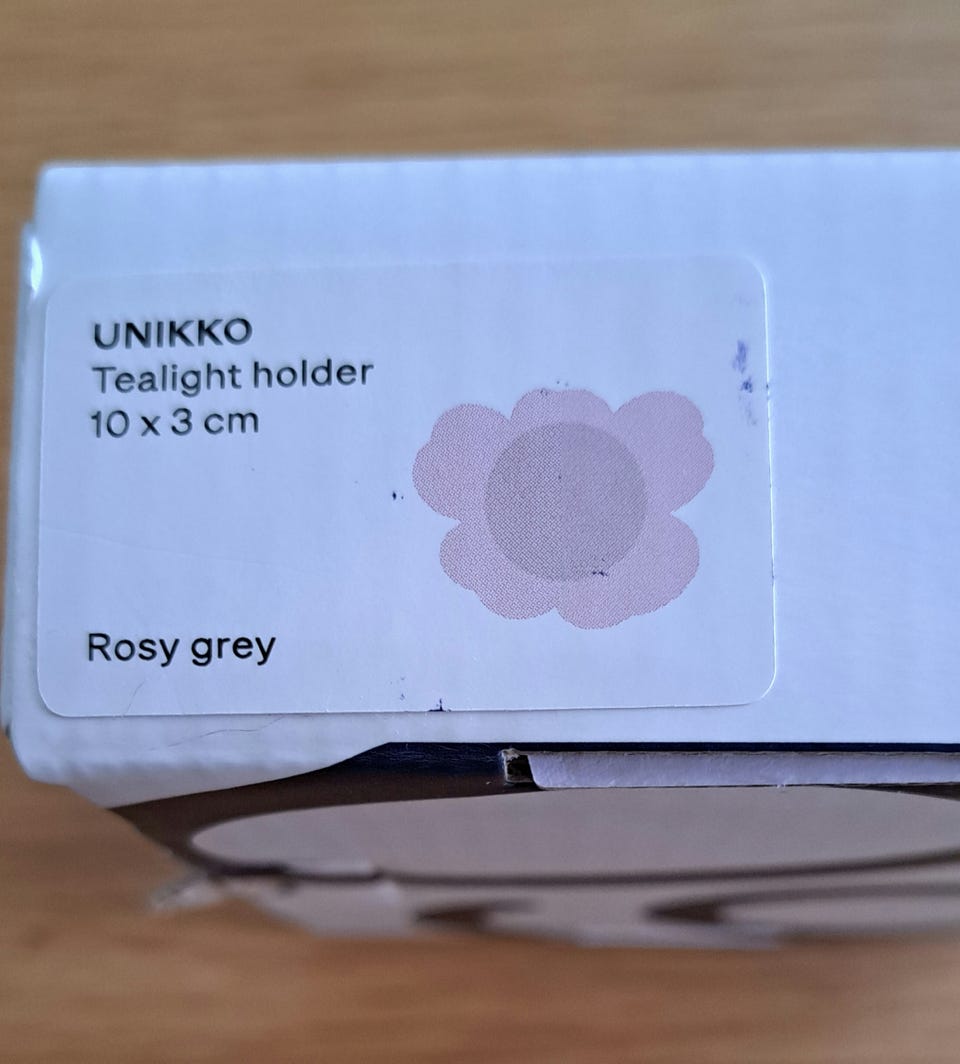 UNIKKO
Tealight holder
10 x 3 cm
Rosy grey